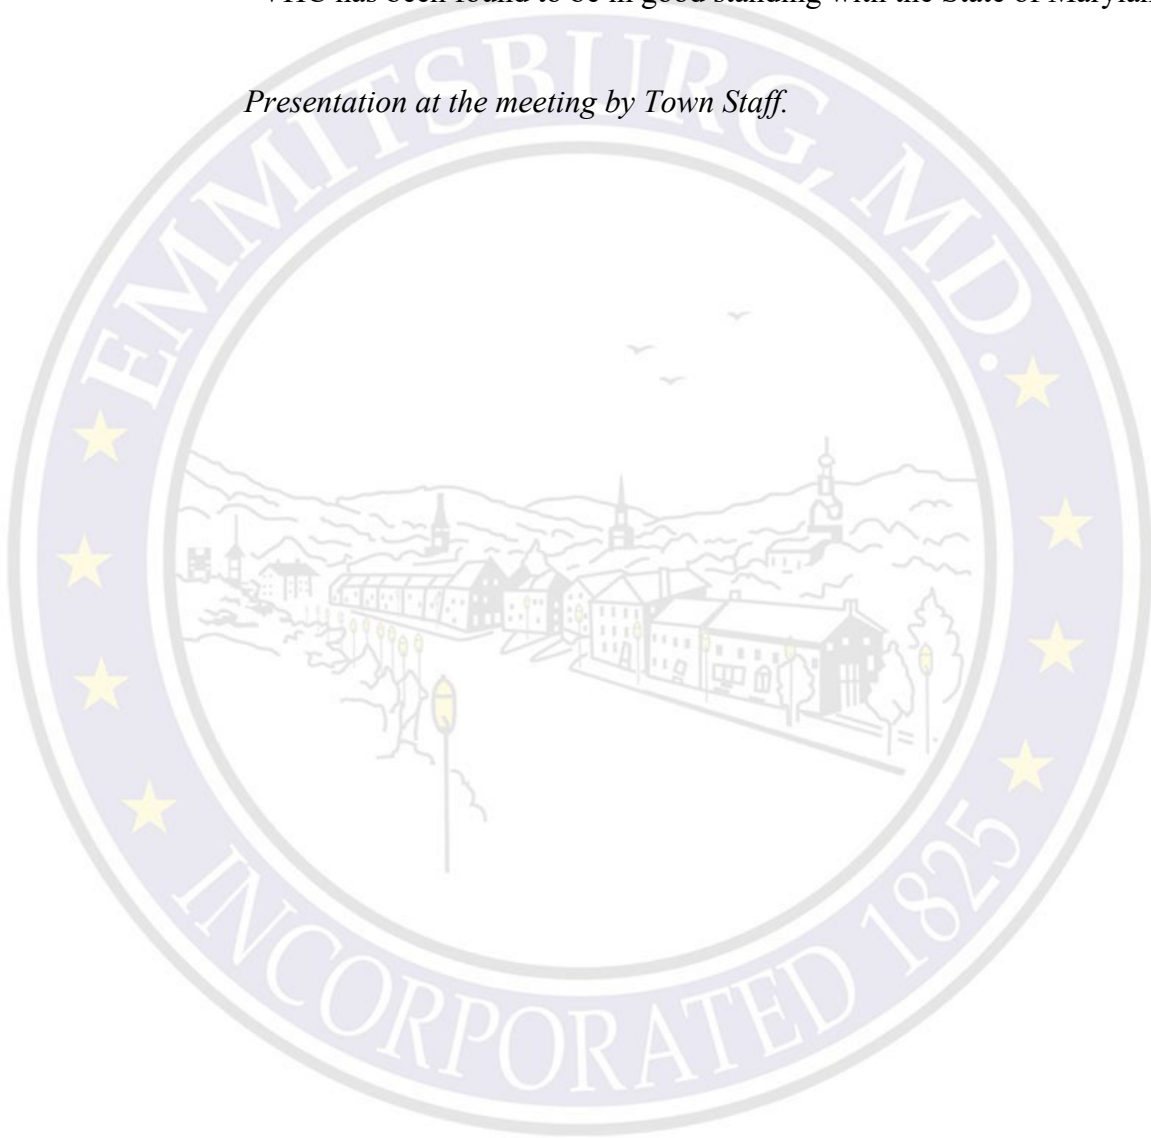 VHC has been found to be in good standing with the State of
Presentation at the meeting by Town Staff.
EMMITSBURG, MD.
INCORPORATED 1825